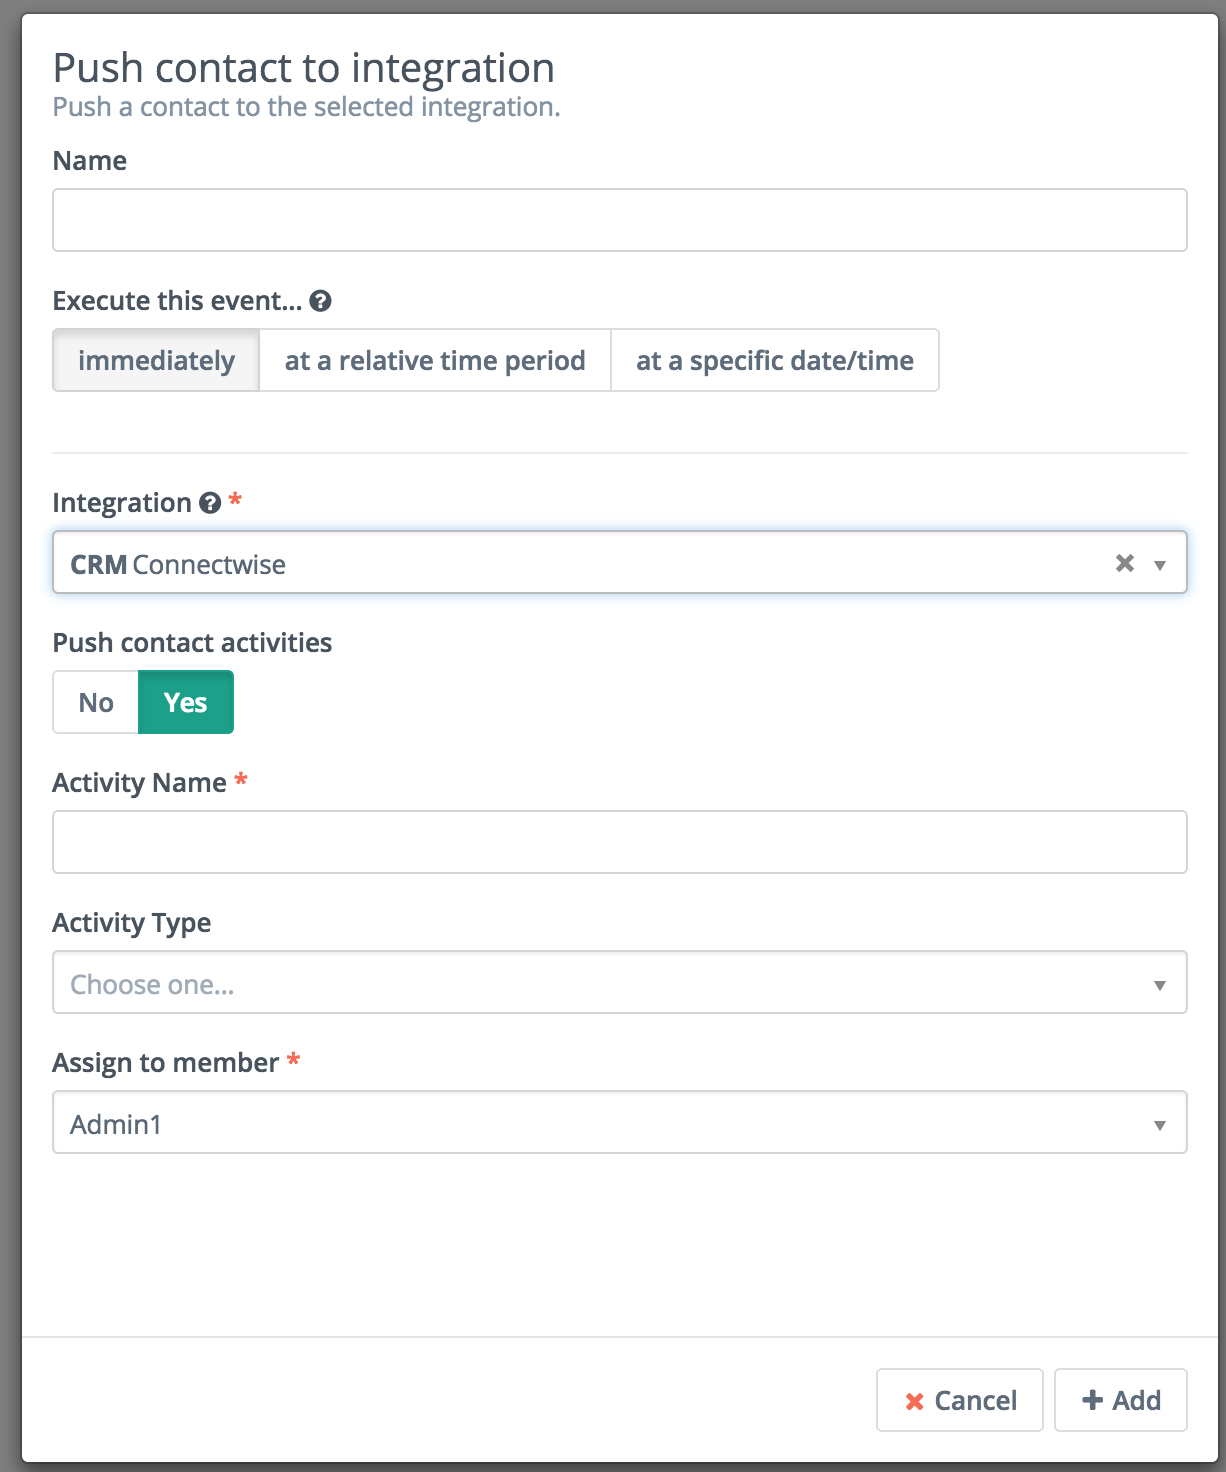 Push contact to integration
Push a contact to the selected integration.
Name
Execute this event...
immediately at a relative time period at a specific date/time
Integration *
CRM Connectwise
Push contact activities
No Yes
Activity Name *
Activity Type
Choose one...
Assign to member *
Admin1
Cancel Add